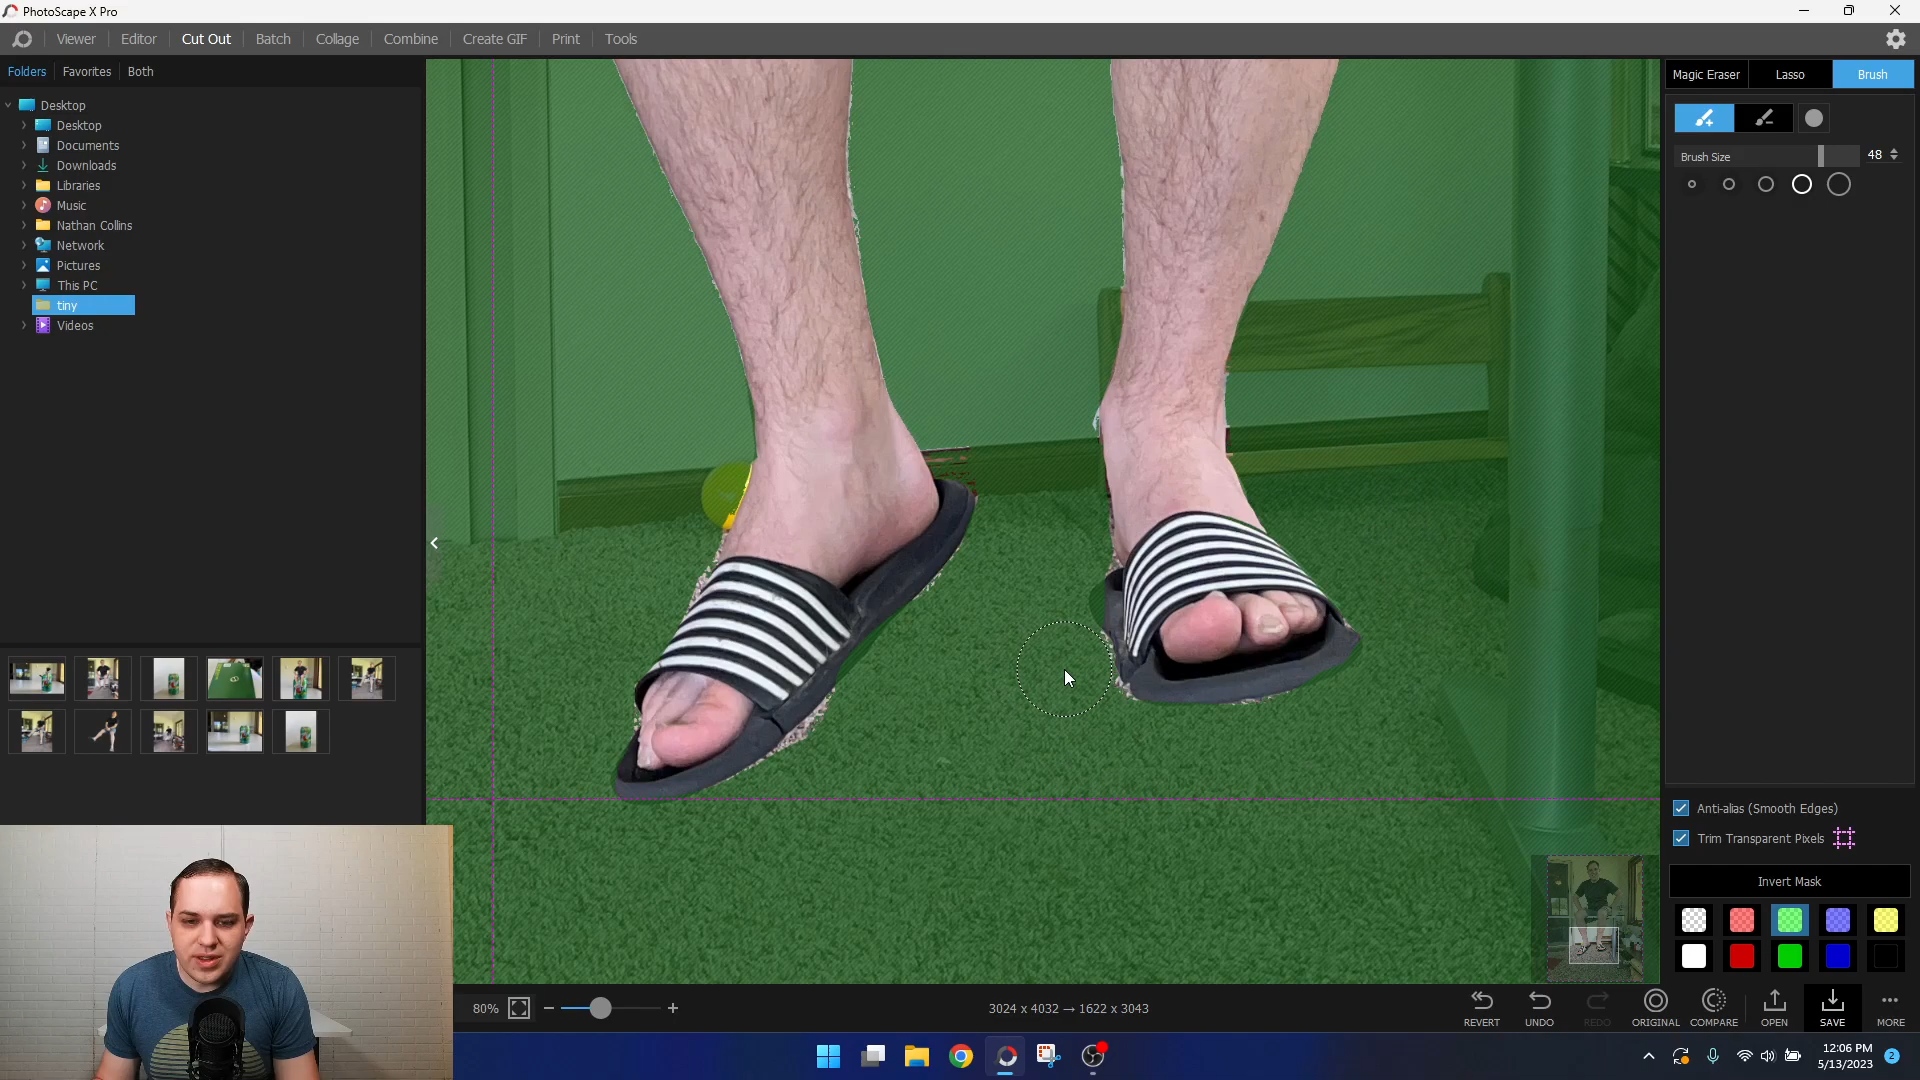 PhotoScape X Pro
Viewer Editor Cut Out Batch Collage Combine Create GIF Print Tools
Folders Favorites Both
Magic Eraser Lasso Brush
Desktop
Desktop
Documents
Downloads
Libraries
Music
Nathan Collins
Network
Pictures
This PC
tiny
Videos
Brush Size 48
Anti-alias (Smooth Edges)
Trim Transparent Pixels
Invert Mask
80% 3024 x 4032 → 1622 x 3043
REVERT UNDO REDO ORIGINAL COMPARE OPEN SAVE MORE
12:06 PM
5/13/2023 2